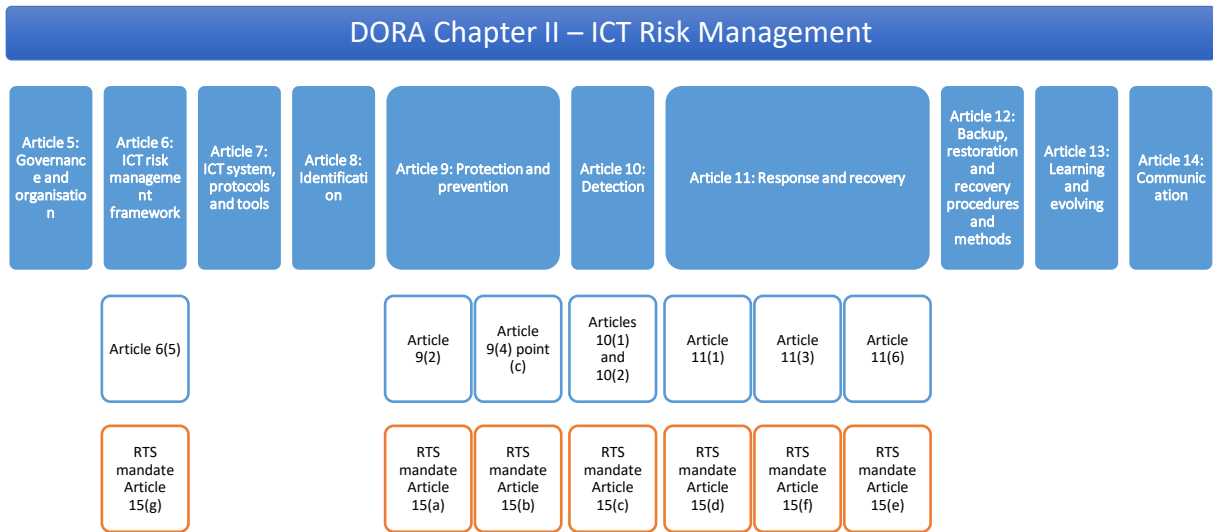 DORA Chapter II – ICT Risk Management
Article 5:
Governanc
e and
organisatio
n
Article 6:
ICT risk
manageme
nt
framework
Article 7:
ICT system,
protocols
and tools
Article 8:
Identificati
on
Article 9: Protection and
prevention
Article 10:
Detection
Article 11: Response and recovery
Article 12:
Backup,
restoration
and
recovery
procedures
and
methods
Article 13:
Learning
and
evolving
Article 14:
Communic
ation
Article 6(5)
Article
9(2)
Article
9(4) point
(c)
Articles
10(1)
and
10(2)
Article
11(1)
Article
11(3)
Article
11(6)
RTS
mandate
Article
15(g)
RTS
mandate
Article
15(a)
RTS
mandate
Article
15(b)
RTS
mandate
Article
15(c)
RTS
mandate
Article
15(d)
RTS
mandate
Article
15(f)
RTS
mandate
Article
15(e)